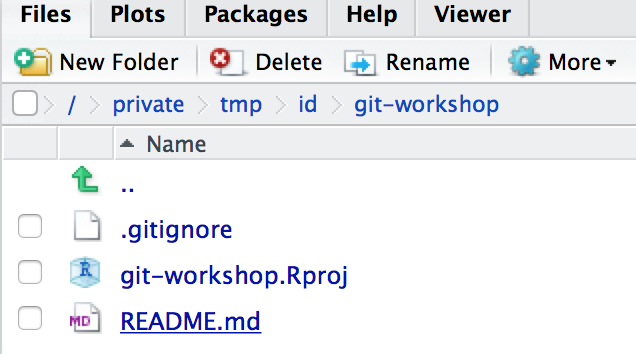 Files Plots Packages Help Viewer
New Folder Delete Rename More
/ private tmp id git-workshop
Name
..
.gitignore
R git-workshop.Rproj
MD README.md